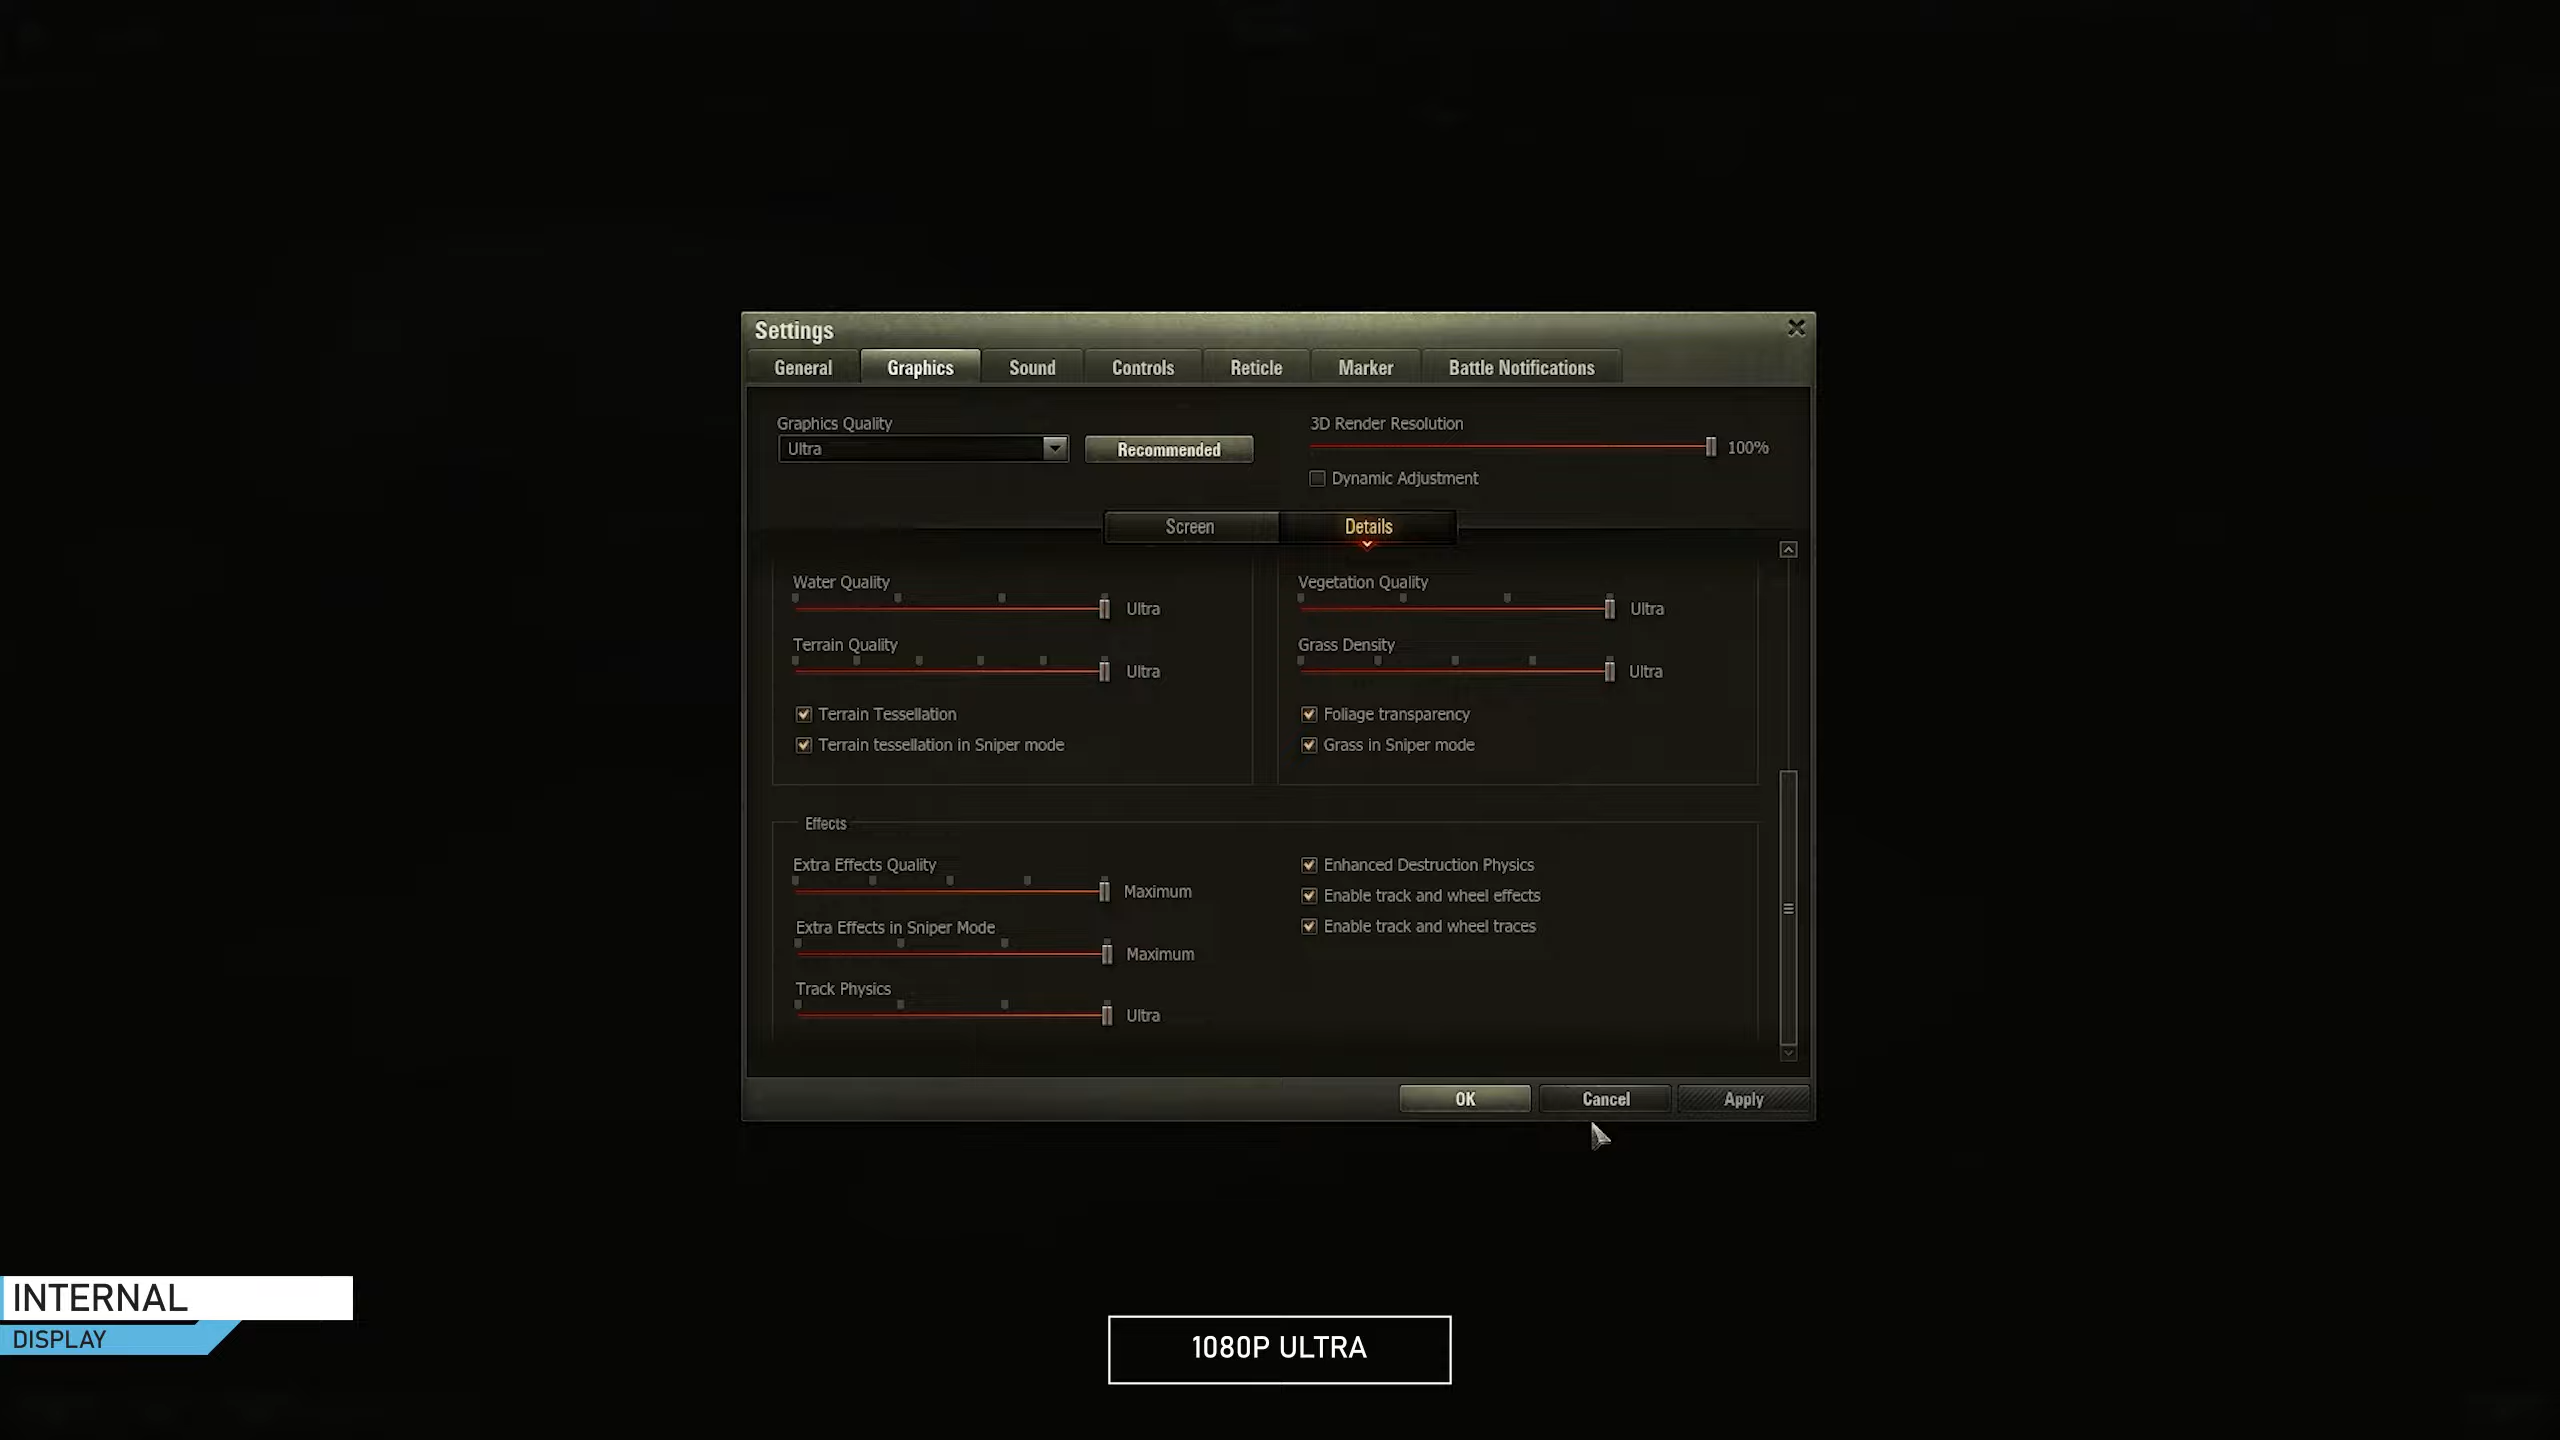 Settings
General
Graphics
Sound
Controls
Reticle
Marker
Battle Notifications
Graphics Quality
Ultra
Recommended
3D Render Resolution
100%
Dynamic Adjustment
Screen
Details
Water Quality
Ultra
Terrain Quality
Ultra
Terrain Tessellation
Terrain tessellation in Sniper mode
Vegetation Quality
Ultra
Grass Density
Ultra
Foliage transparency
Grass in Sniper mode
Effects
Extra Effects Quality
Maximum
Extra Effects in Sniper Mode
Maximum
Track Physics
Ultra
Enhanced Destruction Physics
Enable track and wheel effects
Enable track and wheel traces
OK
Cancel
Apply
INTERNAL
DISPLAY
1080P ULTRA